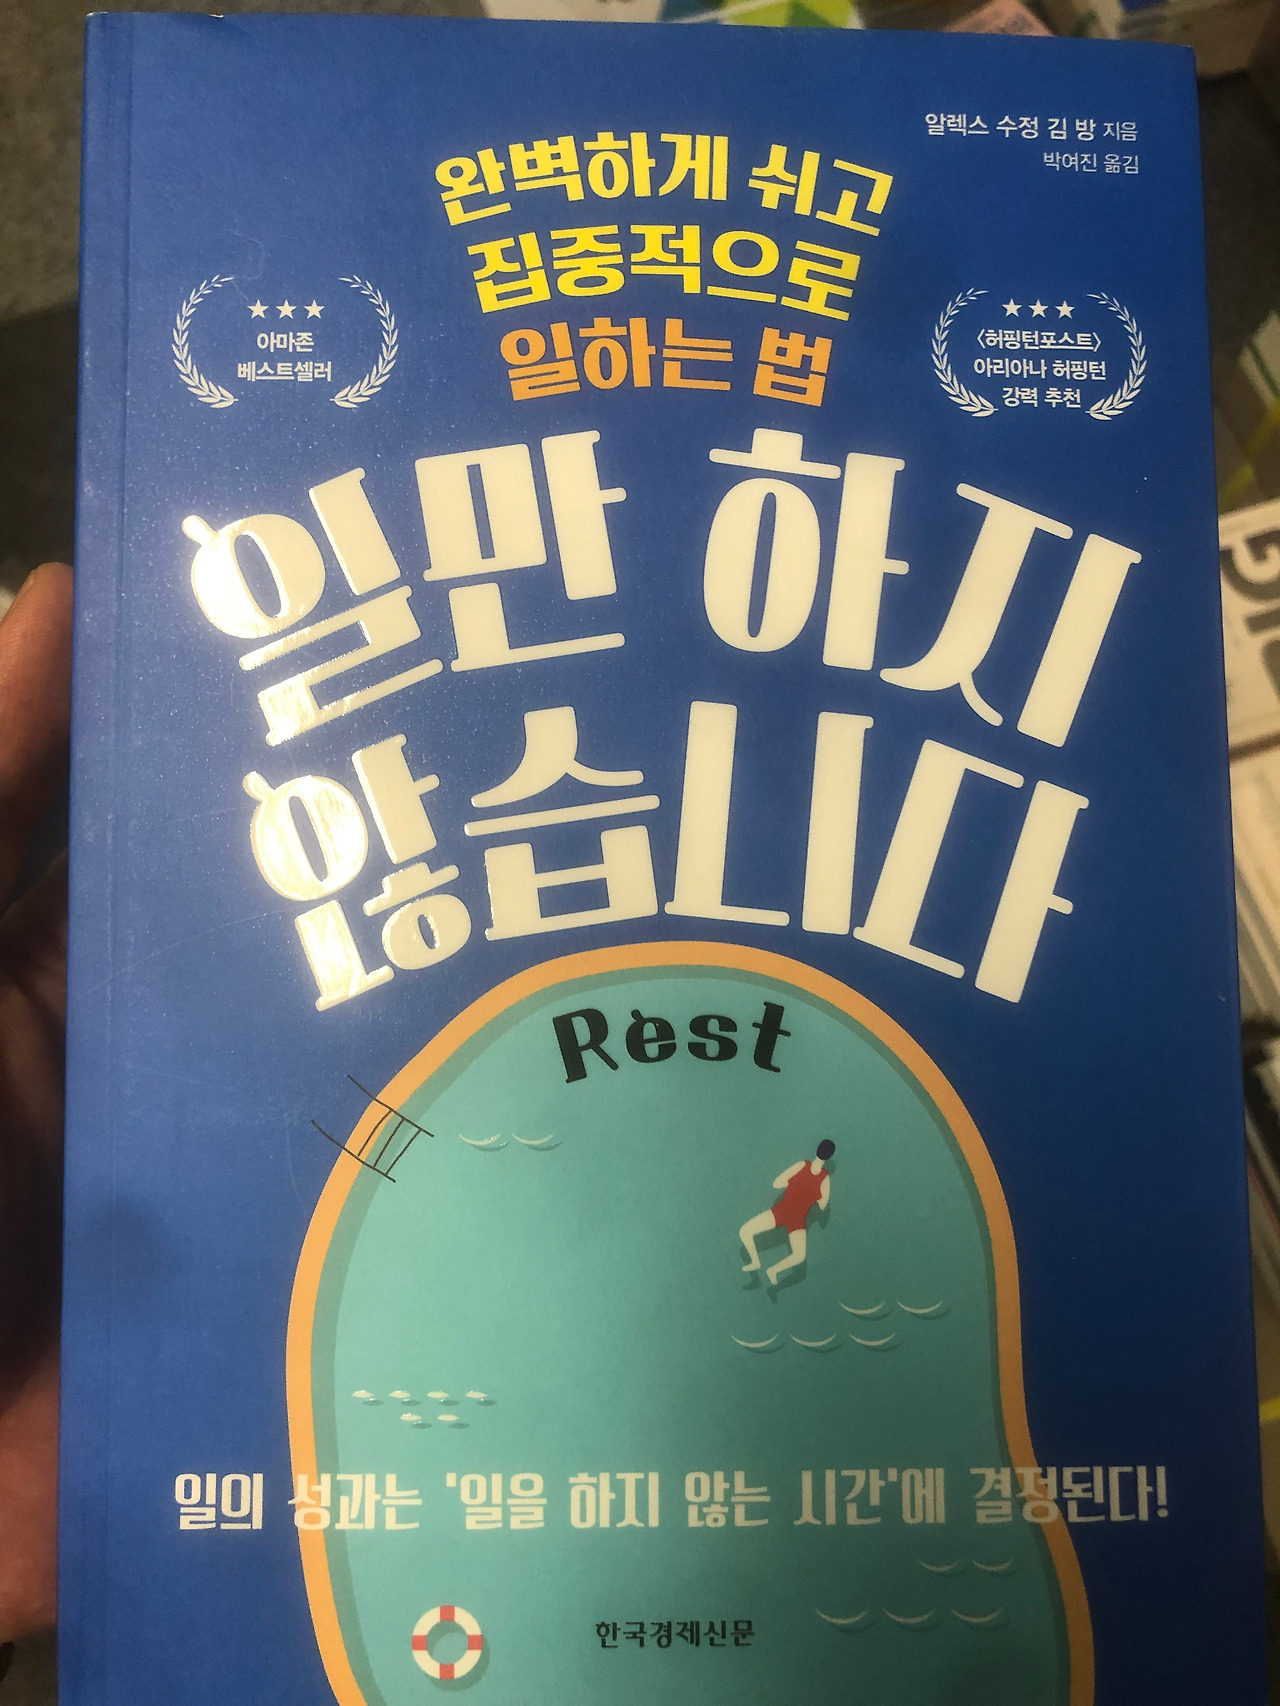 알렉스 수정 김 방 지음
박여진 옮김
완벽하게 쉬고
집중적으로
일하는 법
아마존
베스트셀러
〈허핑턴포스트〉
아리아나 허핑턴
강력 추천
일만 하지
않습니다
Rest
일의 성과는 '일을 하지 않는 시간'에 결정된다!
한국경제신문